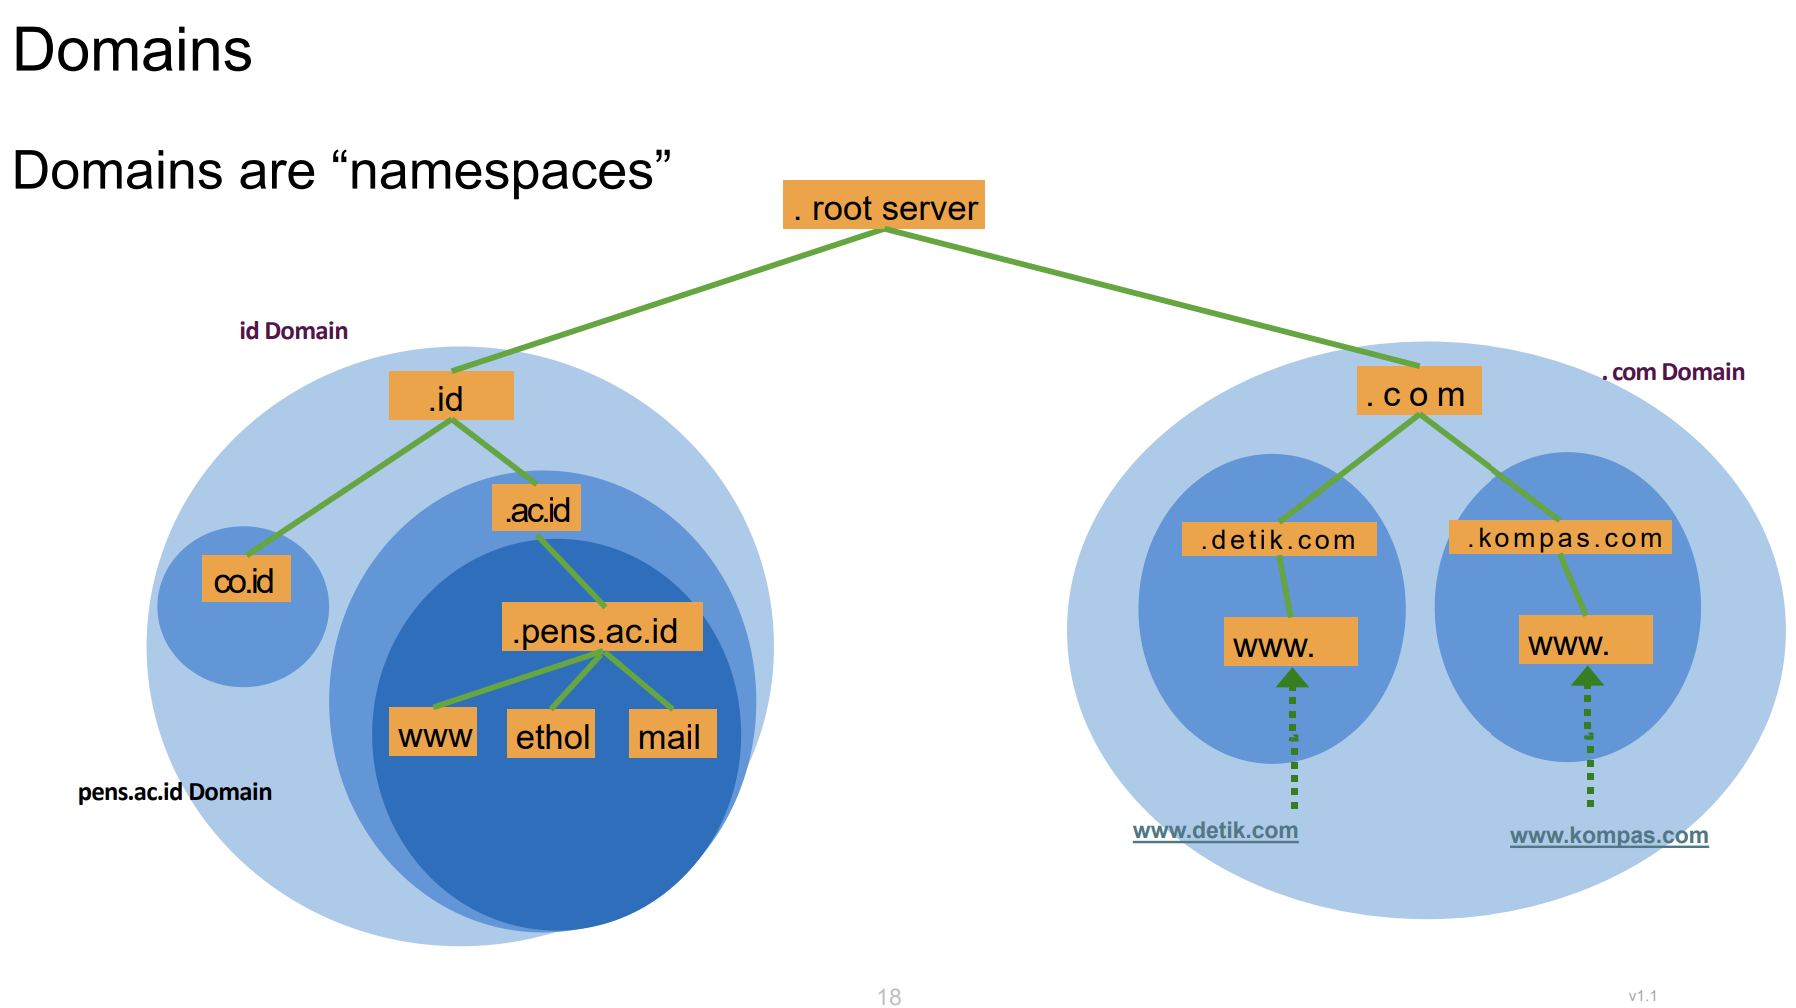 Domains
Domains are “namespaces”
. root server
id Domain
.id
.ac.id
co.id
.pens.ac.id
www
ethol
mail
pens.ac.id Domain
. com Domain
.com
.detik.com
.kompas.com
www.
www.
www.detik.com
www.kompas.com
18
v1.1